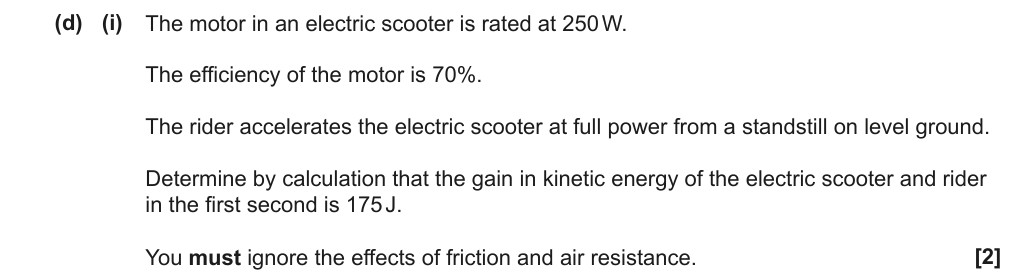 (d) (i) The motor in an electric scooter is rated at 250 W.
The efficiency of the motor is 70%.
The rider accelerates the electric scooter at full power from a standstill on level ground.
Determine by calculation that the gain in kinetic energy of the electric scooter and rider
in the first second is 175 J.
You must ignore the effects of friction and air resistance. [2]